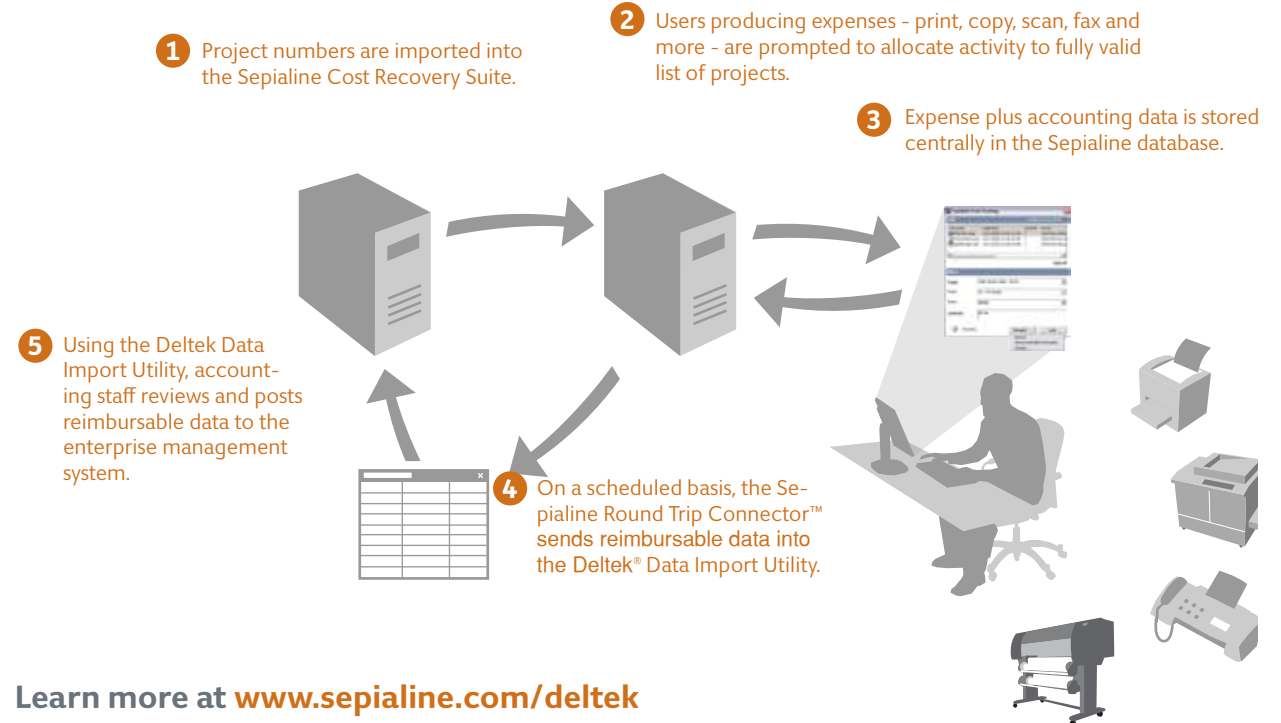 1 Project numbers are imported into
the Sepialine Cost Recovery Suite.
2 Users producing expenses - print, copy, scan, fax and
more - are prompted to allocate activity to fully valid
list of projects.
3 Expense plus accounting data is stored
centrally in the Sepialine database.
5 Using the Deltek Data
Import Utility, account-
ing staff reviews and posts
reimbursable data to the
enterprise management
system.
4 On a scheduled basis, the Se-
pialine Round Trip Connector™
sends reimbursable data into
the Deltek® Data Import Utility.
Learn more at www.sepialine.com/deltek